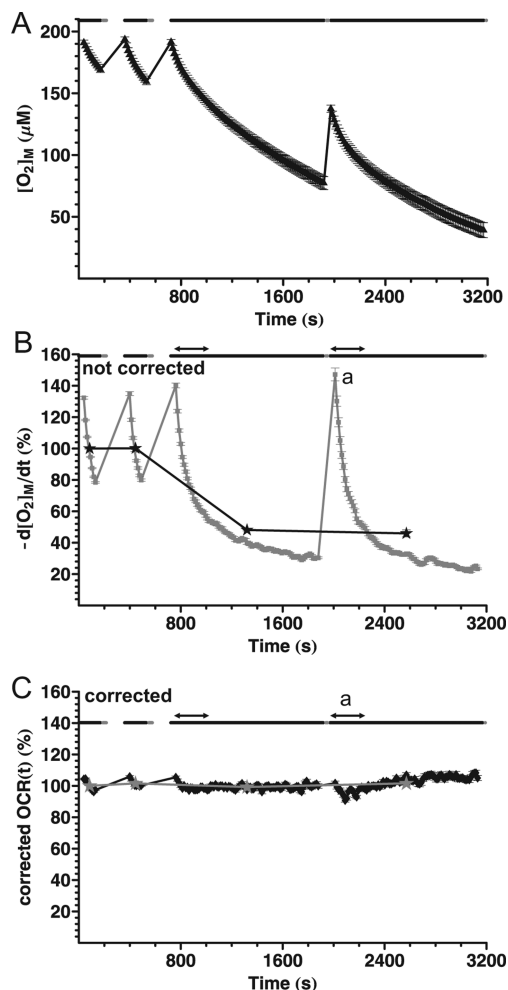 A
200
150
100
50
[O2]M (µM)
800
1600
2400
3200
Time (s)
B
160
not corrected
a
140
120
100
80
60
40
20
-d[O2]M/dt (%)
800
1600
2400
3200
Time (s)
C
160
corrected
a
140
120
100
80
60
40
20
corrected OCR(t) (%)
800
1600
2400
3200
Time (s)